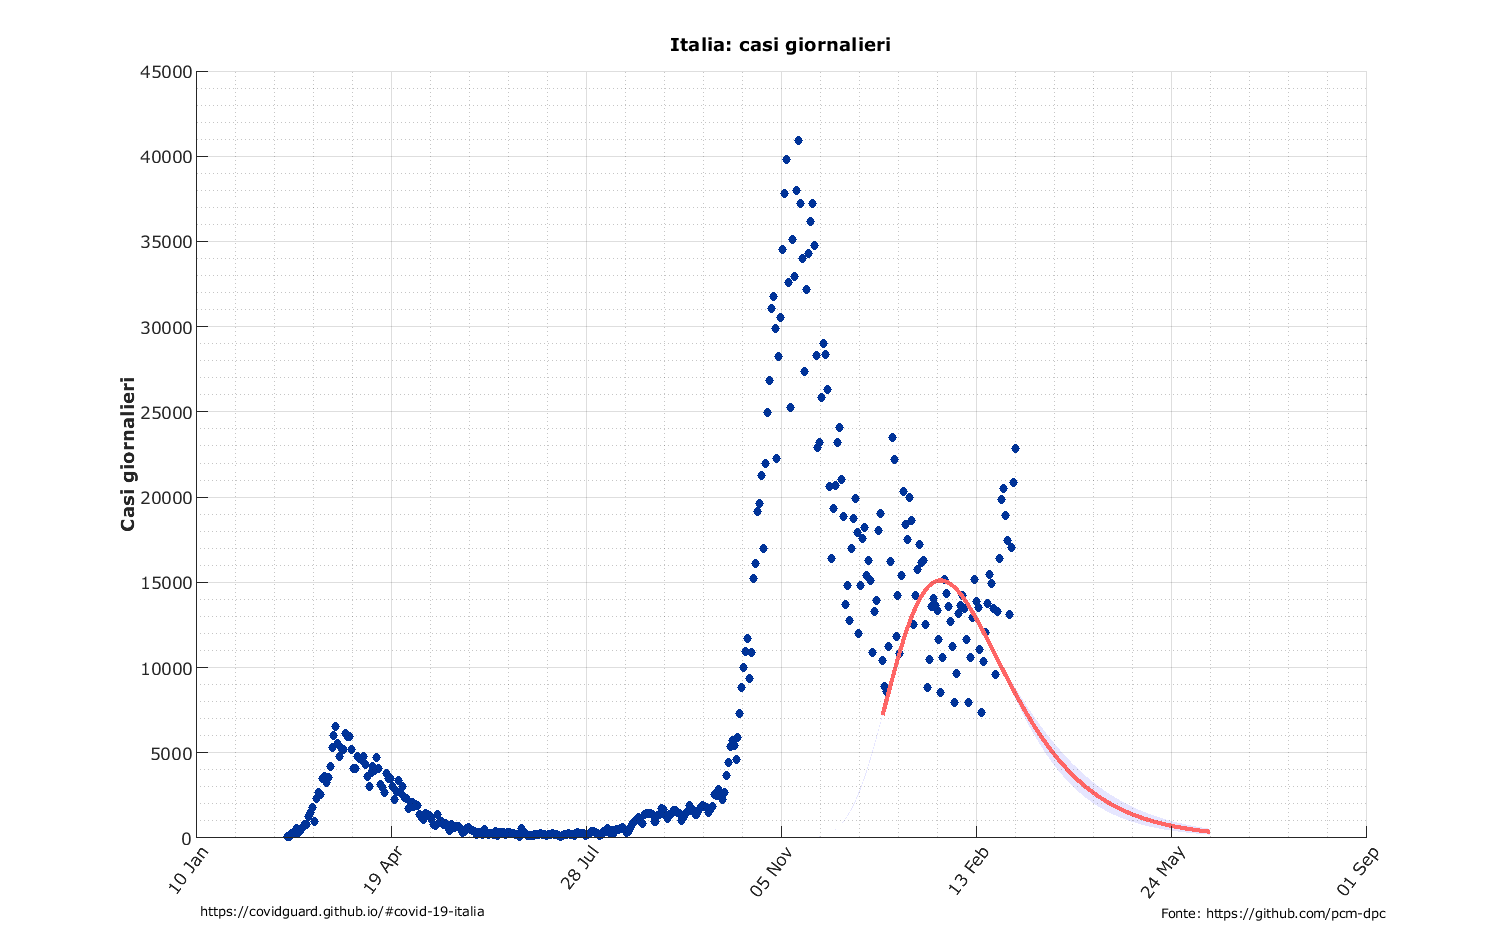 Italia: casi giornalieri
45000
40000
35000
30000
25000
20000
15000
10000
5000
0
Casi giornalieri
10 Jan
19 Apr
28 Jul
05 Nov
13 Feb
24 May
01 Sep
https://covidguard.github.io/#covid-19-italia
Fonte: https://github.com/pcm-dpc